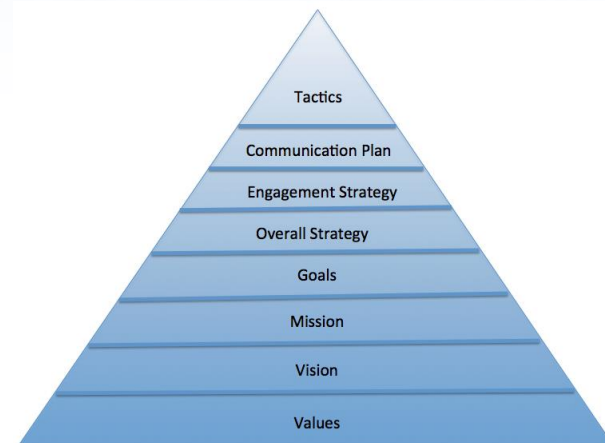 Tactics
Communication Plan
Engagement Strategy
Overall Strategy
Goals
Mission
Vision
Values